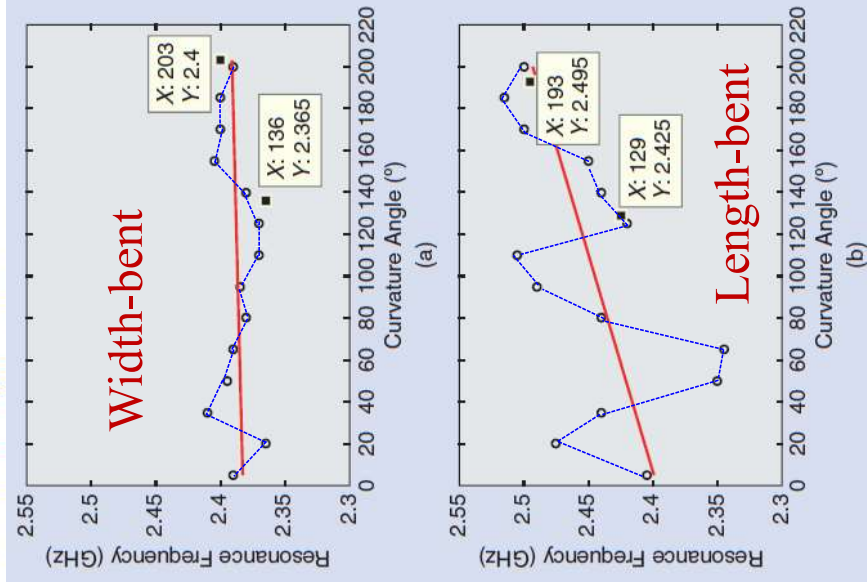 2.55
2.5
2.45
2.4
2.35
2.3
Resonance Frequency (GHz)
Width-bent
X: 203
Y: 2.4
X: 136
Y: 2.365
0 20 40 60 80 100 120 140 160 180 200 220
Curvature Angle (º)
(a)
2.55
2.5
2.45
2.4
2.35
2.3
Resonance Frequency (GHz)
X: 193
Y: 2.495
X: 129
Y: 2.425
Length-bent
0 20 40 60 80 100 120 140 160 180 200 220
Curvature Angle (º)
(b)